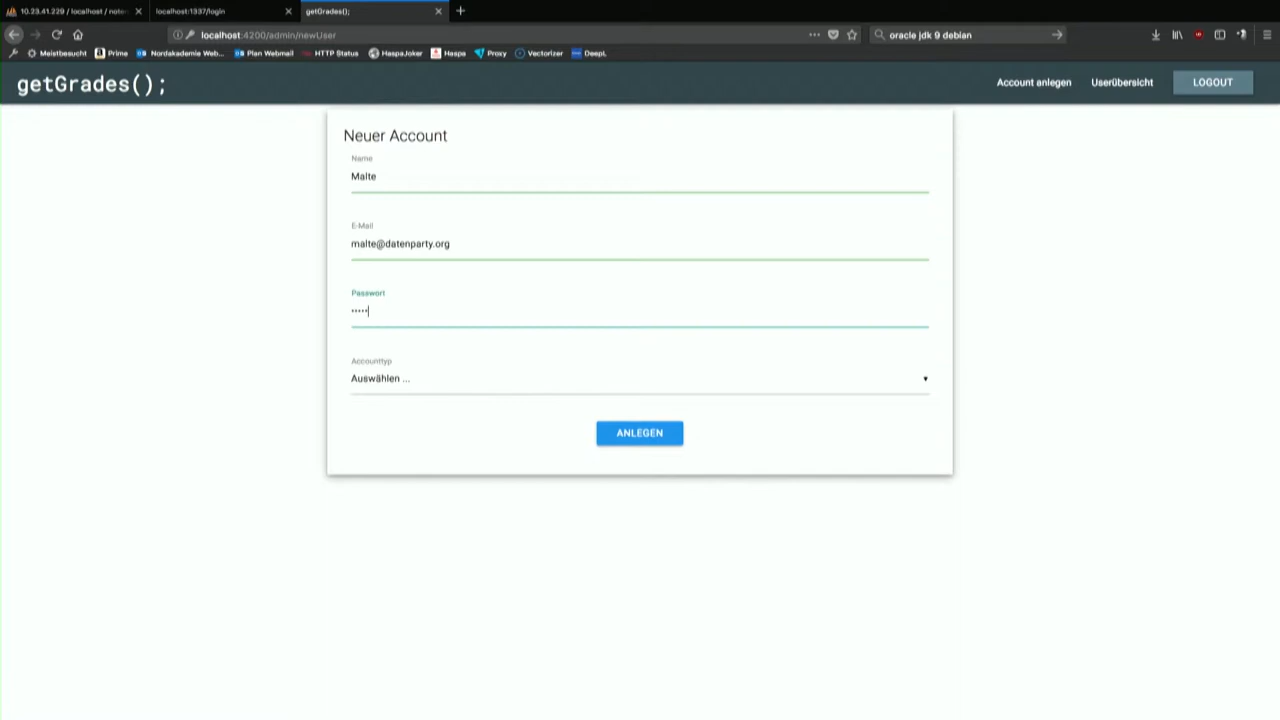 10.23.41.229 / localhost / note
localhost:1337/login
getGrades();
localhost:4200/admin/newUser
oracle jdk 9 debian
Meistbesucht
Prime
Nordakademie Web...
Plan Webmail
HTTP Status
HaspaJoker
Haspa
Proxy
Vectorizer
DeepL
getGrades();
Account anlegen
Userübersicht
LOGOUT
Neuer Account
Name
Malte
E-Mail
malte@datenparty.org
Passwort
•••••
Accounttyp
Auswählen ...
ANLEGEN